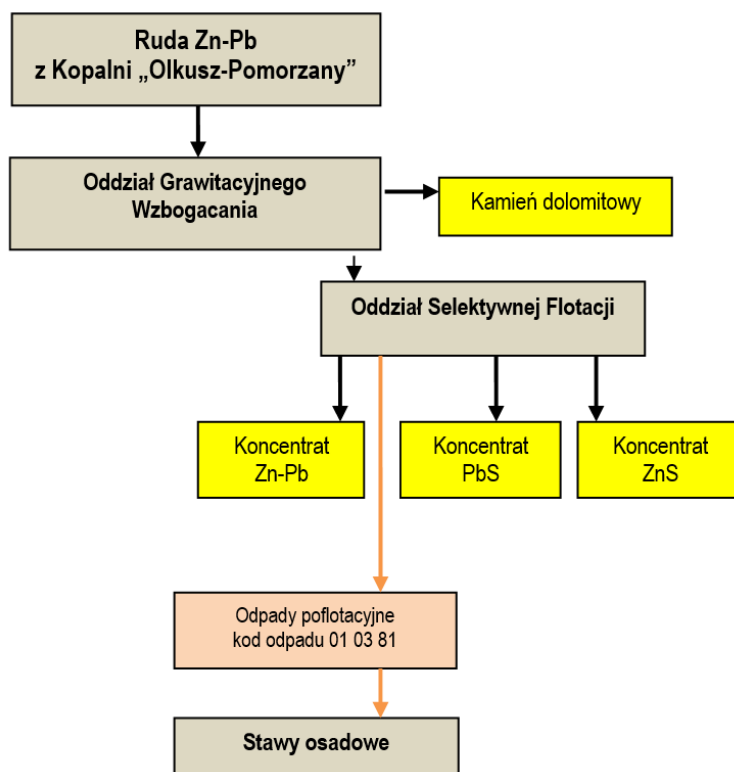 Ruda Zn-Pb
z Kopalni „Olkusz-Pomorzany”
Oddział Grawitacyjnego
Wzbogacania
Kamień dolomitowy
Oddział Selektywnej Flotacji
Koncentrat
Zn-Pb
Koncentrat
PbS
Koncentrat
ZnS
Odpady poflotacyjne
kod odpadu 01 03 81
Stawy osadowe